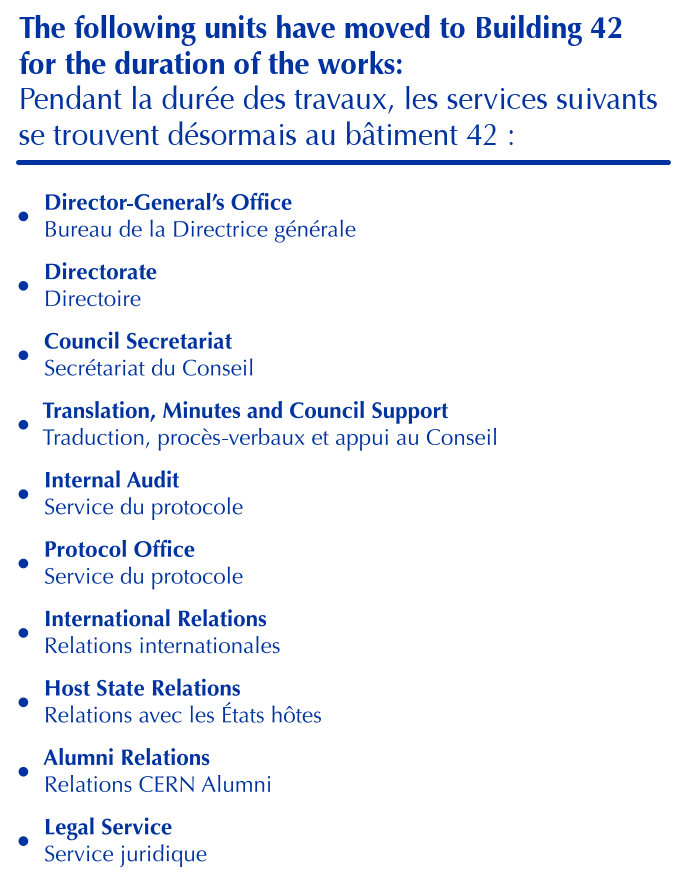 The following units have moved to Building 42
for the duration of the works:
Pendant la durée des travaux, les services suivants
se trouvent désormais au bâtiment 42 :
• Director-General’s Office
Bureau de la Directrice générale
• Directorate
Directoire
• Council Secretariat
Secrétariat du Conseil
• Translation, Minutes and Council Support
Traduction, procès-verbaux et appui au Conseil
• Internal Audit
Service du protocole
• Protocol Office
Service du protocole
• International Relations
Relations internationales
• Host State Relations
Relations avec les États hôtes
• Alumni Relations
Relations CERN Alumni
• Legal Service
Service juridique